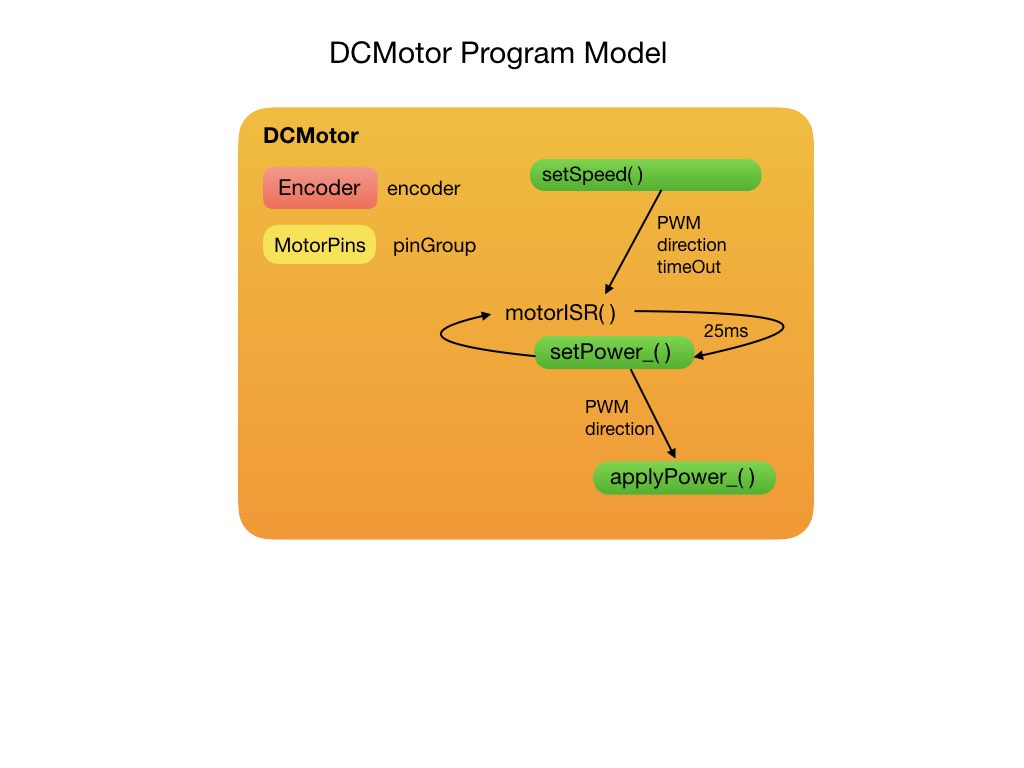 DCMotor Program Model
DCMotor
Encoder encoder
MotorPins pinGroup
setSpeed( )
PWM
direction
timeOut
motorISR( )
25ms
setPower_( )
PWM
direction
applyPower_( )